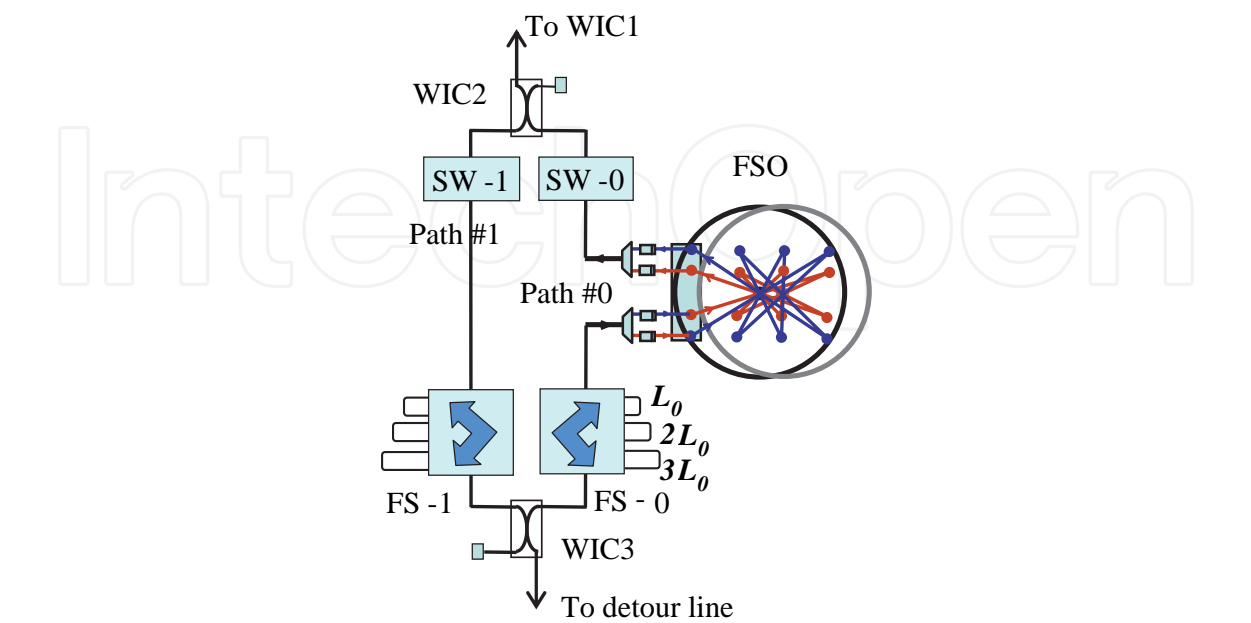 To WIC1
WIC2
SW -1
SW -0
FSO
Path #1
Path #0
L0
2L0
3L0
FS -1
FS - 0
WIC3
To detour line
IntechOpen